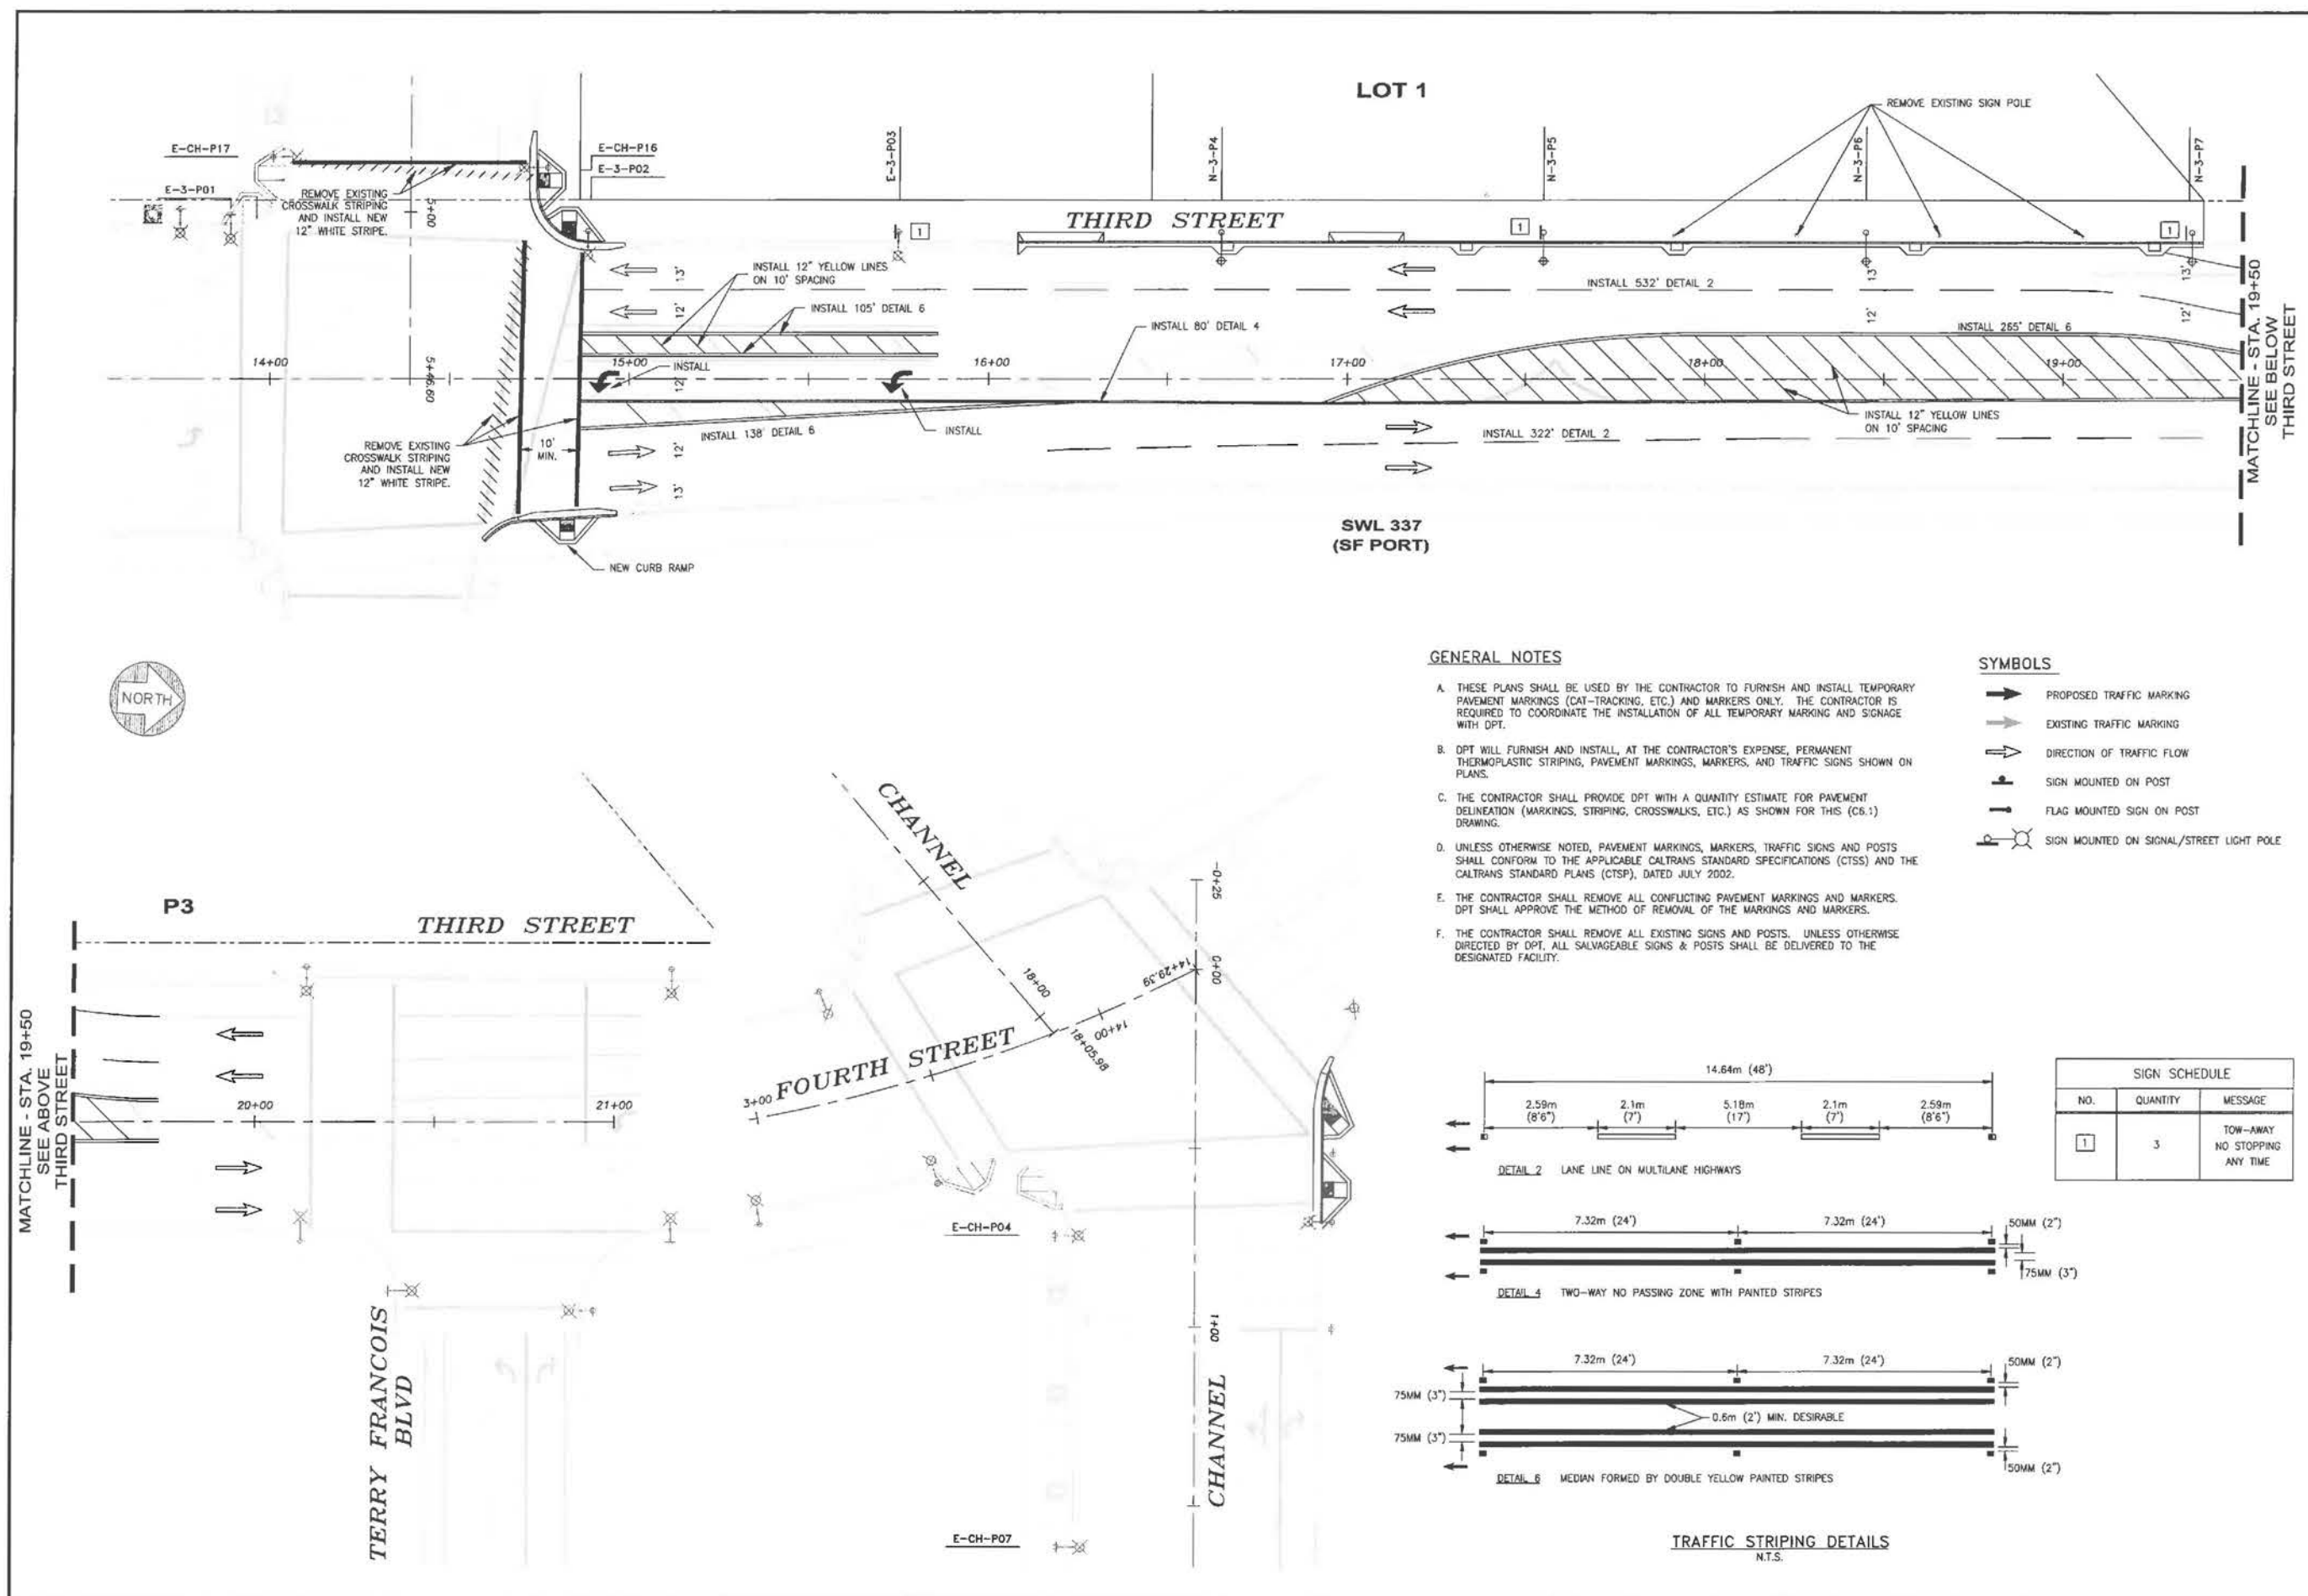 LOT 1
REMOVE EXISTING SIGN POLE
E-CH-P17
E-3-P01
REMOVE EXISTING
CROSSWALK STRIPING
AND INSTALL NEW
12" WHITE STRIPE.
5+00
5+46.60
E-CH-P16
E-3-P02
E-3-P03
N-3-P4
N-3-P5
N-3-P6
N-3-P7
THIRD STREET
1
1
1
13'
12'
INSTALL 12" YELLOW LINES
ON 10' SPACING
INSTALL 105' DETAIL 6
INSTALL 80' DETAIL 4
INSTALL 532' DETAIL 2
13'
12'
13'
12'
INSTALL 265' DETAIL 6
14+00
15+00
16+00
17+00
18+00
19+00
INSTALL
12'
INSTALL
INSTALL 138' DETAIL 6
INSTALL 322' DETAIL 2
INSTALL 12" YELLOW LINES
ON 10' SPACING
REMOVE EXISTING
CROSSWALK STRIPING
AND INSTALL NEW
12" WHITE STRIPE.
10'
MIN.
12'
13'
NEW CURB RAMP
SWL 337
(SF PORT)
MATCHLINE - STA. 19+50
SEE BELOW
THIRD STREET
NORTH
GENERAL NOTES
A. THESE PLANS SHALL BE USED BY THE CONTRACTOR TO FURNISH AND INSTALL TEMPORARY
PAVEMENT MARKINGS (CAT-TRACKING, ETC.) AND MARKERS ONLY. THE CONTRACTOR IS
REQUIRED TO COORDINATE THE INSTALLATION OF ALL TEMPORARY MARKING AND SIGNAGE
WITH DPT.
B. DPT WILL FURNISH AND INSTALL, AT THE CONTRACTOR'S EXPENSE, PERMANENT
THERMOPLASTIC STRIPING, PAVEMENT MARKINGS, MARKERS, AND TRAFFIC SIGNS SHOWN ON
PLANS.
C. THE CONTRACTOR SHALL PROVIDE DPT WITH A QUANTITY ESTIMATE FOR PAVEMENT
DELINEATION (MARKINGS, STRIPING, CROSSWALKS, ETC.) AS SHOWN FOR THIS (C6.1)
DRAWING.
D. UNLESS OTHERWISE NOTED, PAVEMENT MARKINGS, MARKERS, TRAFFIC SIGNS AND POSTS
SHALL CONFORM TO THE APPLICABLE CALTRANS STANDARD SPECIFICATIONS (CTSS) AND THE
CALTRANS STANDARD PLANS (CTSP), DATED JULY 2002.
E. THE CONTRACTOR SHALL REMOVE ALL CONFLICTING PAVEMENT MARKINGS AND MARKERS.
DPT SHALL APPROVE THE METHOD OF REMOVAL OF THE MARKINGS AND MARKERS.
F. THE CONTRACTOR SHALL REMOVE ALL EXISTING SIGNS AND POSTS. UNLESS OTHERWISE
DIRECTED BY DPT, ALL SALVAGEABLE SIGNS & POSTS SHALL BE DELIVERED TO THE
DESIGNATED FACILITY.
SYMBOLS
PROPOSED TRAFFIC MARKING
EXISTING TRAFFIC MARKING
DIRECTION OF TRAFFIC FLOW
SIGN MOUNTED ON POST
FLAG MOUNTED SIGN ON POST
SIGN MOUNTED ON SIGNAL/STREET LIGHT POLE
P3
THIRD STREET
MATCHLINE - STA. 19+50
SEE ABOVE
THIRD STREET
20+00
21+00
TERRY FRANCOIS
BLVD
CHANNEL
18+00
18+05.98
14+00
14+29.39
-0+25
0+00
FOURTH STREET
3+00
E-CH-P04
1+00
CHANNEL
E-CH-P07
14.64m (48')
2.59m
(8'6")
2.1m
(7')
5.18m
(17')
2.1m
(7')
2.59m
(8'6")
DETAIL 2 LANE LINE ON MULTILANE HIGHWAYS
7.32m (24')
7.32m (24')
50MM (2")
75MM (3")
DETAIL 4 TWO-WAY NO PASSING ZONE WITH PAINTED STRIPES
7.32m (24')
7.32m (24')
50MM (2")
75MM (3")
0.6m (2') MIN. DESIRABLE
75MM (3")
50MM (2")
DETAIL 6 MEDIAN FORMED BY DOUBLE YELLOW PAINTED STRIPES
TRAFFIC STRIPING DETAILS
N.T.S.
SIGN SCHEDULE
NO. QUANTITY MESSAGE
1 3 TOW-AWAY
NO STOPPING
ANY TIME